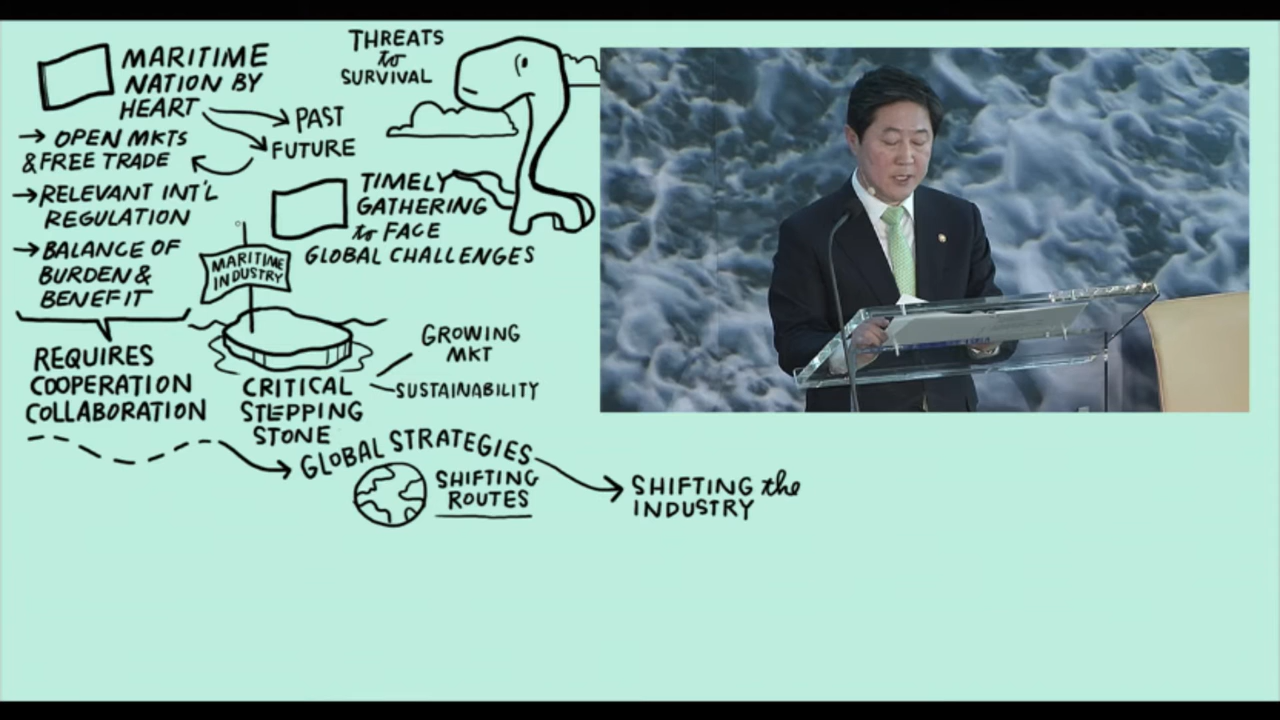 MARITIME
NATION BY
HEART
PAST
FUTURE
→ OPEN MKTS
& FREE TRADE
→ RELEVANT INT'L
REGULATION
→ BALANCE OF
BURDEN &
BENEFIT
REQUIRES
COOPERATION
COLLABORATION
THREATS
to
SURVIVAL
TIMELY
GATHERING
to FACE
GLOBAL CHALLENGES
MARITIME
INDUSTRY
CRITICAL
STEPPING
STONE
GROWING
MKT
SUSTAINABILITY
GLOBAL STRATEGIES
SHIFTING
ROUTES
SHIFTING the
INDUSTRY